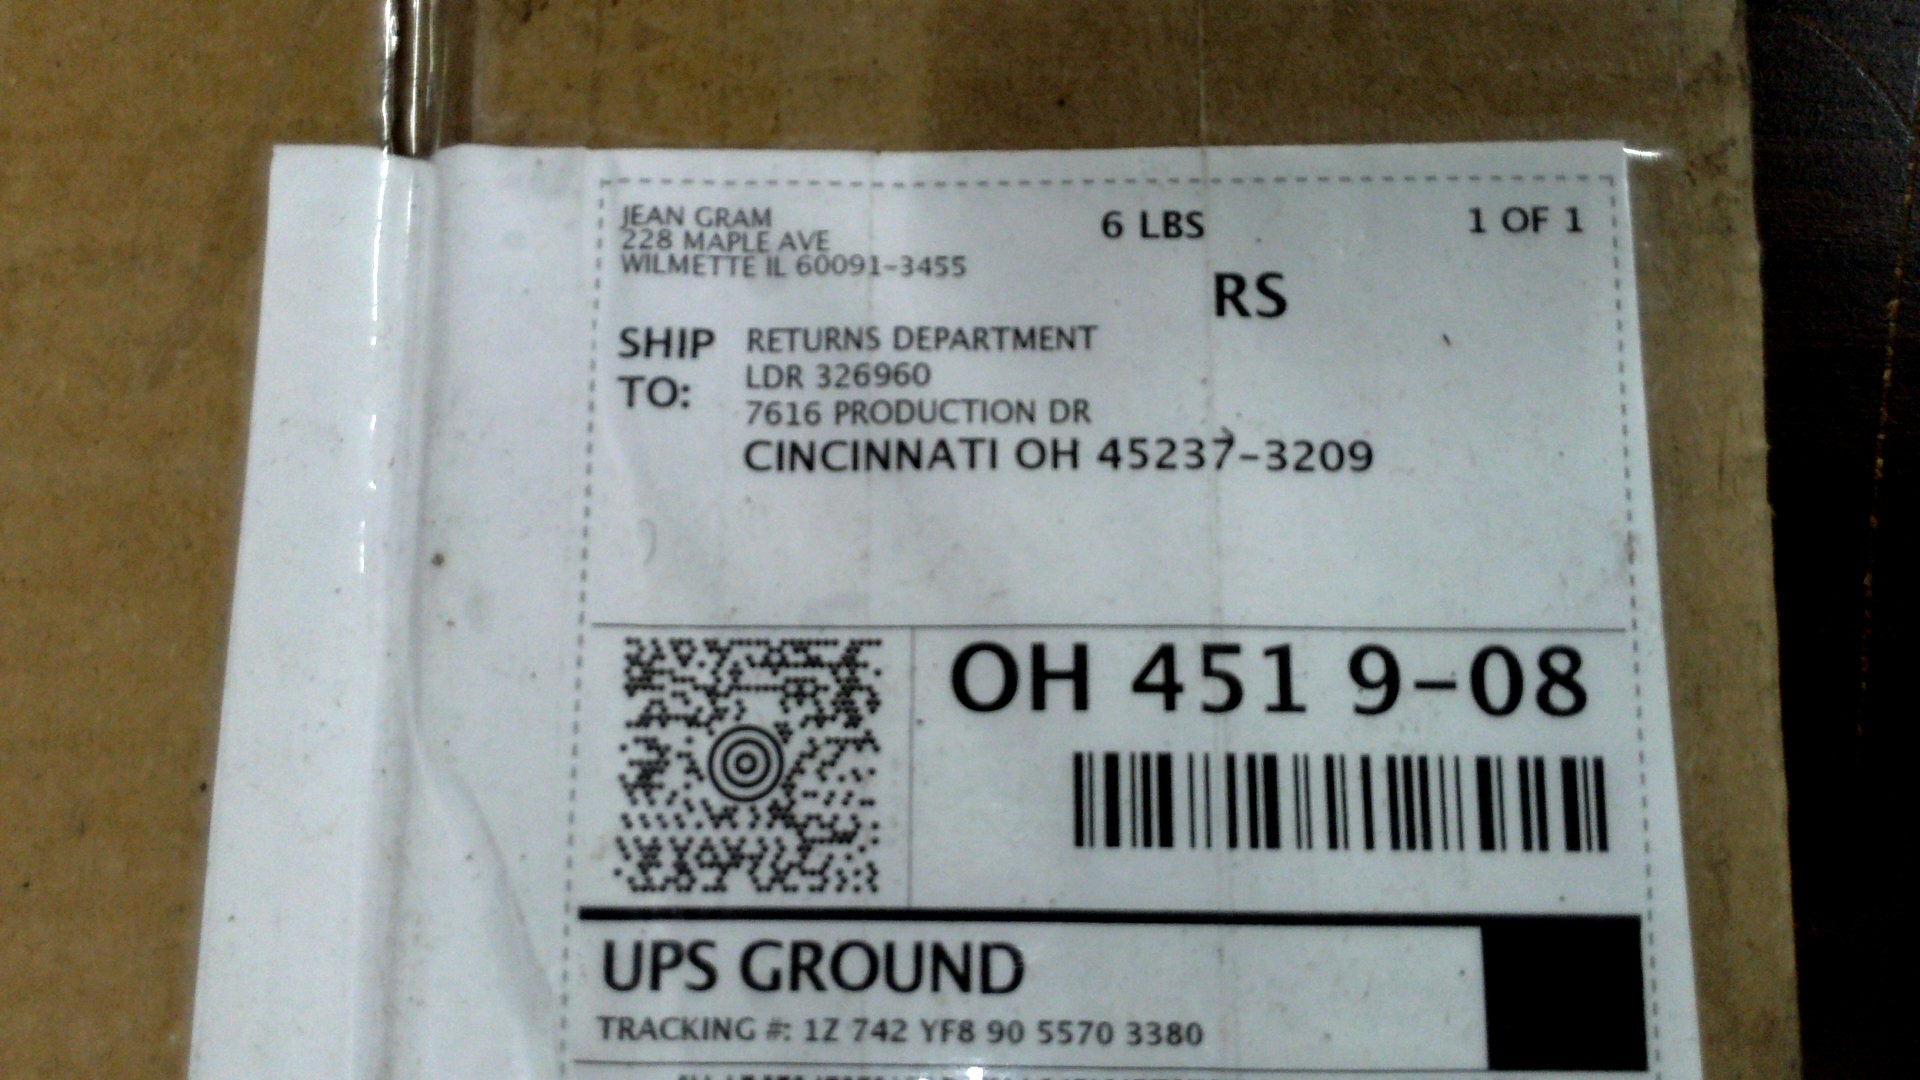 JEAN GRAM
228 MAPLE AVE
WILMETTE IL 60091-3455
6 LBS
1 OF 1
RS
SHIP TO:
RETURNS DEPARTMENT
LDR 326960
7616 PRODUCTION DR
CINCINNATI OH 45237-3209
OH 451 9-08
UPS GROUND
TRACKING #: 1Z 742 YF8 90 5570 3380